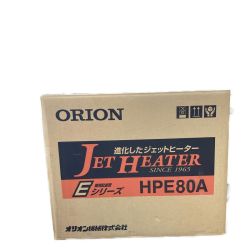 ORION
進化したジェットヒーター
JET HEATER
SINCE 1965
Eシリーズ
HPE80A
オリオン機械株式会社